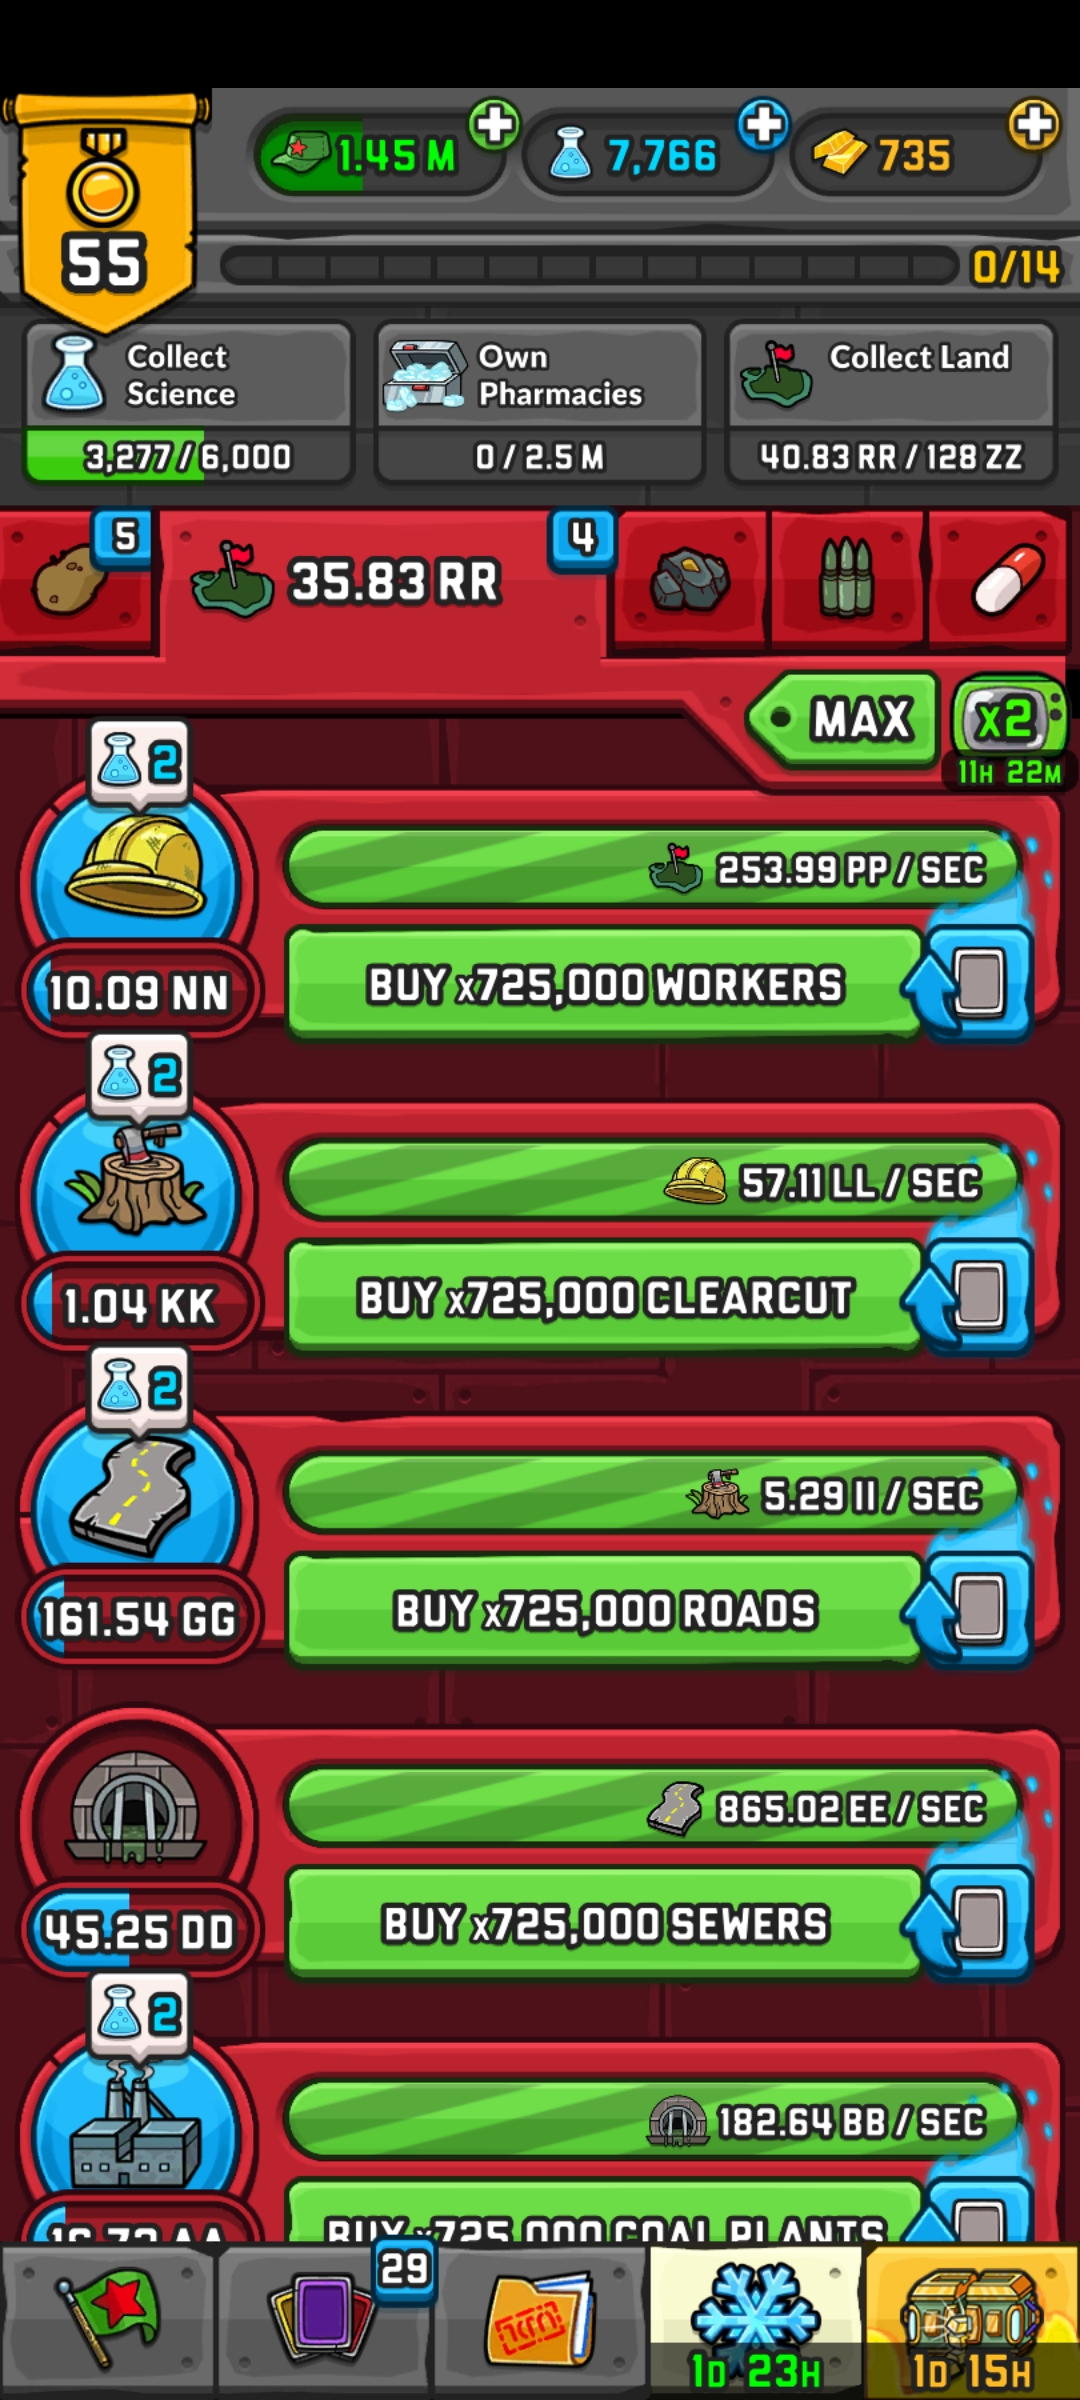 1.45 M
7,766
735
55
0/14
Collect
Science
3,277/6,000
Own
Pharmacies
0/2.5 M
Collect Land
40.83 RR/128 ZZ
5
35.83 RR
4
MAX
x2
11H 22M
2
253.99 PP/SEC
10.09 NN
BUY x725,000 WORKERS
2
57.11 LL/SEC
1.04 KK
BUY x725,000 CLEARCUT
2
5.29 II/SEC
161.54 GG
BUY x725,000 ROADS
865.02 EE/SEC
45.25 DD
BUY x725,000 SEWERS
2
182.64 BB/SEC
BUY x725,000 COAL PLANTS
29
1D 23H
1D 15H